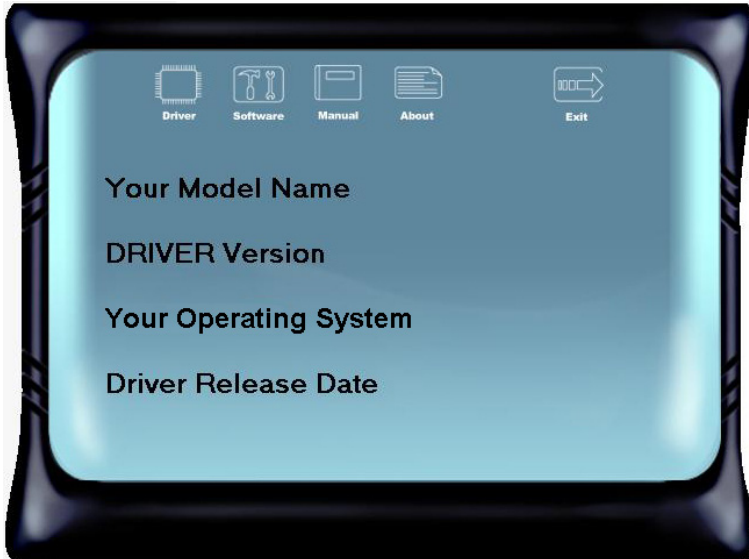 Driver Software Manual About Exit
Your Model Name
DRIVER Version
Your Operating System
Driver Release Date